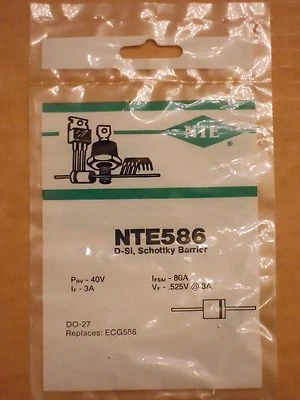 NTE®
NTE586
D-Si, Schottky Barrier
PRV - 40V IFSM - 80A
IF - 3A VF - .525V @ 3A
DO-27
Replaces: ECG586